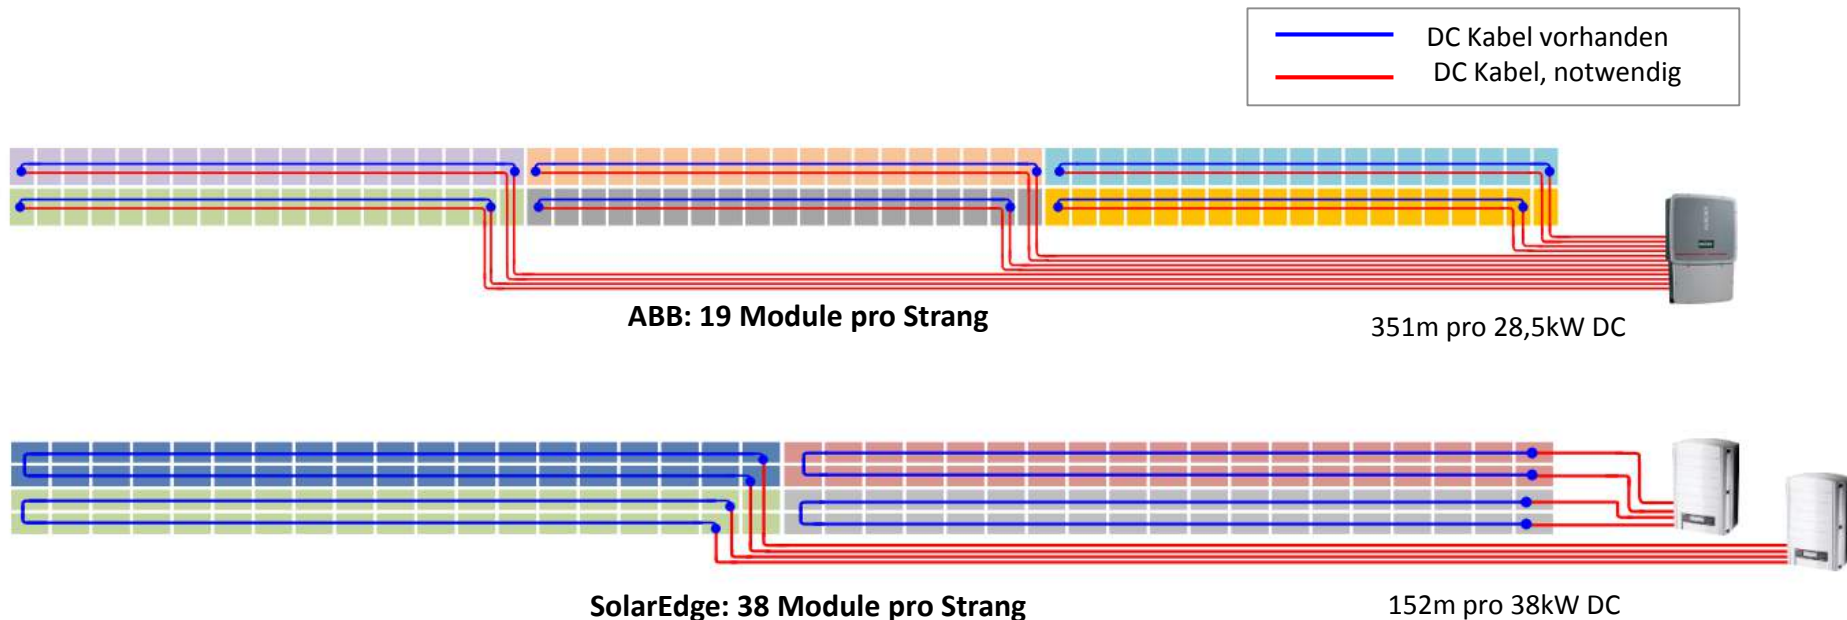 DC Kabel vorhanden
DC Kabel, notwendig
ABB: 19 Module pro Strang
351m pro 28,5kW DC
SolarEdge: 38 Module pro Strang
152m pro 38kW DC